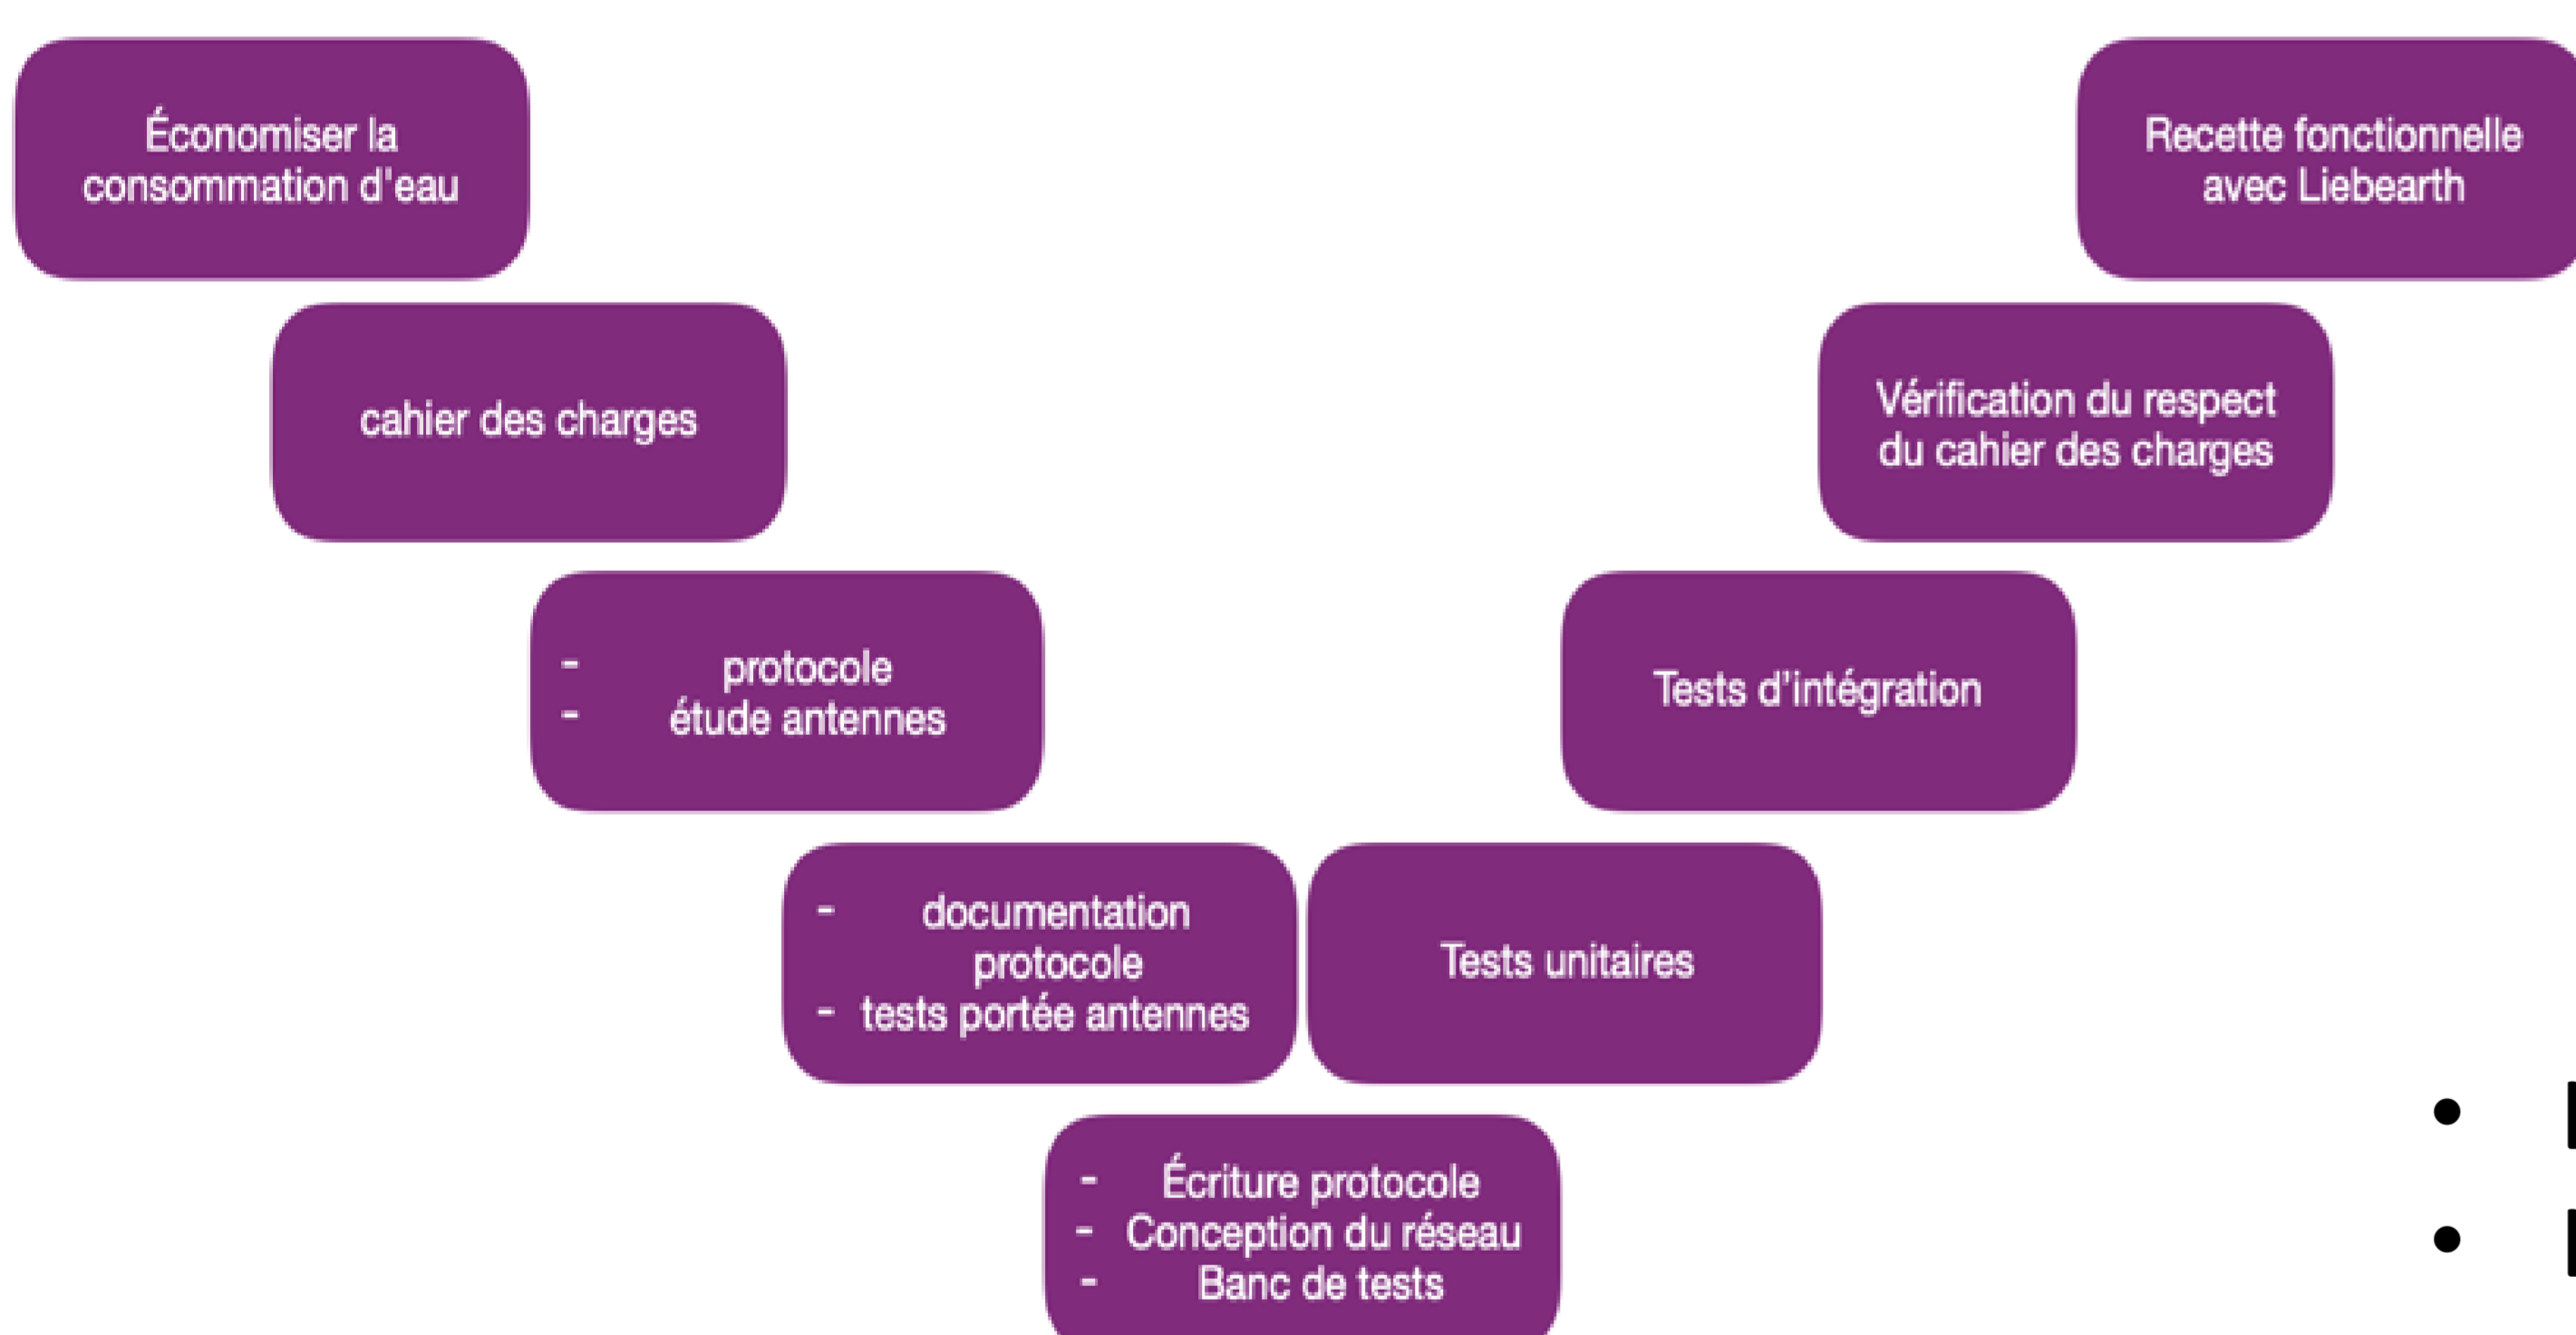 Économiser la
consommation d'eau
Recette fonctionnelle
avec Liebearth
cahier des charges
Vérification du respect
du cahier des charges
- protocole
- étude antennes
Tests d'intégration
- documentation
protocole
- tests portée antennes
Tests unitaires
- Écriture protocole
- Conception du réseau
- Banc de tests